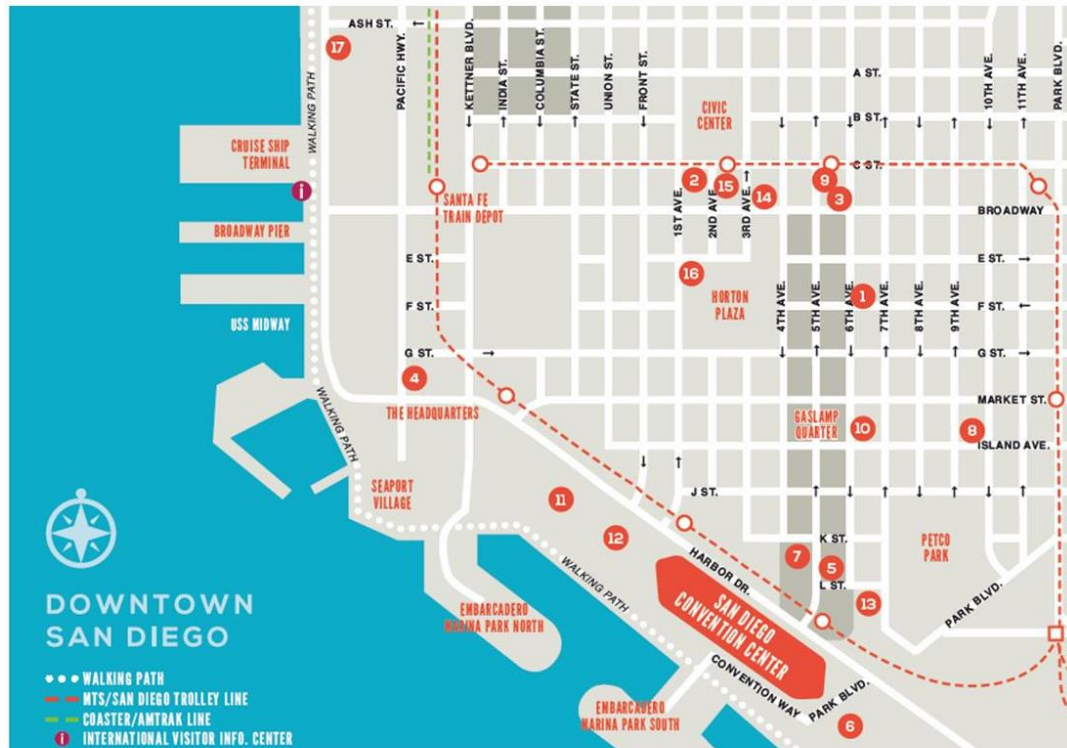 ASH ST.
17
PACIFIC HWY.
KETTNER BLVD.
INDIA ST.
COLUMBIA ST.
STATE ST.
UNION ST.
FRONT ST.
10TH AVE.
11TH AVE.
PARK BLVD.
A ST.
B ST.
C ST.
WALKING PATH
CIVIC
CENTER
CRUISE SHIP
TERMINAL
i
SANTA FE
TRAIN DEPOT
2
15
14
9
3
1ST AVE.
2ND AVE.
3RD AVE.
BROADWAY
BROADWAY PIER
E ST.
E ST.
16
HORTON
PLAZA
1
4TH AVE.
5TH AVE.
6TH AVE.
7TH AVE.
8TH AVE.
9TH AVE.
F ST.
F ST.
USS MIDWAY
G ST.
G ST.
4
THE HEADQUARTERS
MARKET ST.
WALKING PATH
GASLAMP
QUARTER
10
8
ISLAND AVE.
SEAPORT
VILLAGE
11
J ST.
12
HARBOR DR.
K ST.
7
5
L ST.
PETCO
PARK
13
PARK BLVD.
WALKING PATH
SAN DIEGO
CONVENTION CENTER
EMBARCADERO
MARINA PARK NORTH
CONVENTION WAY
PARK BLVD.
EMBARCADERO
MARINA PARK SOUTH
6
DOWNTOWN
SAN DIEGO
WALKING PATH
MTS/SAN DIEGO TROLLEY LINE
COASTER/AMTRAK LINE
i INTERNATIONAL VISITOR INFO. CENTER